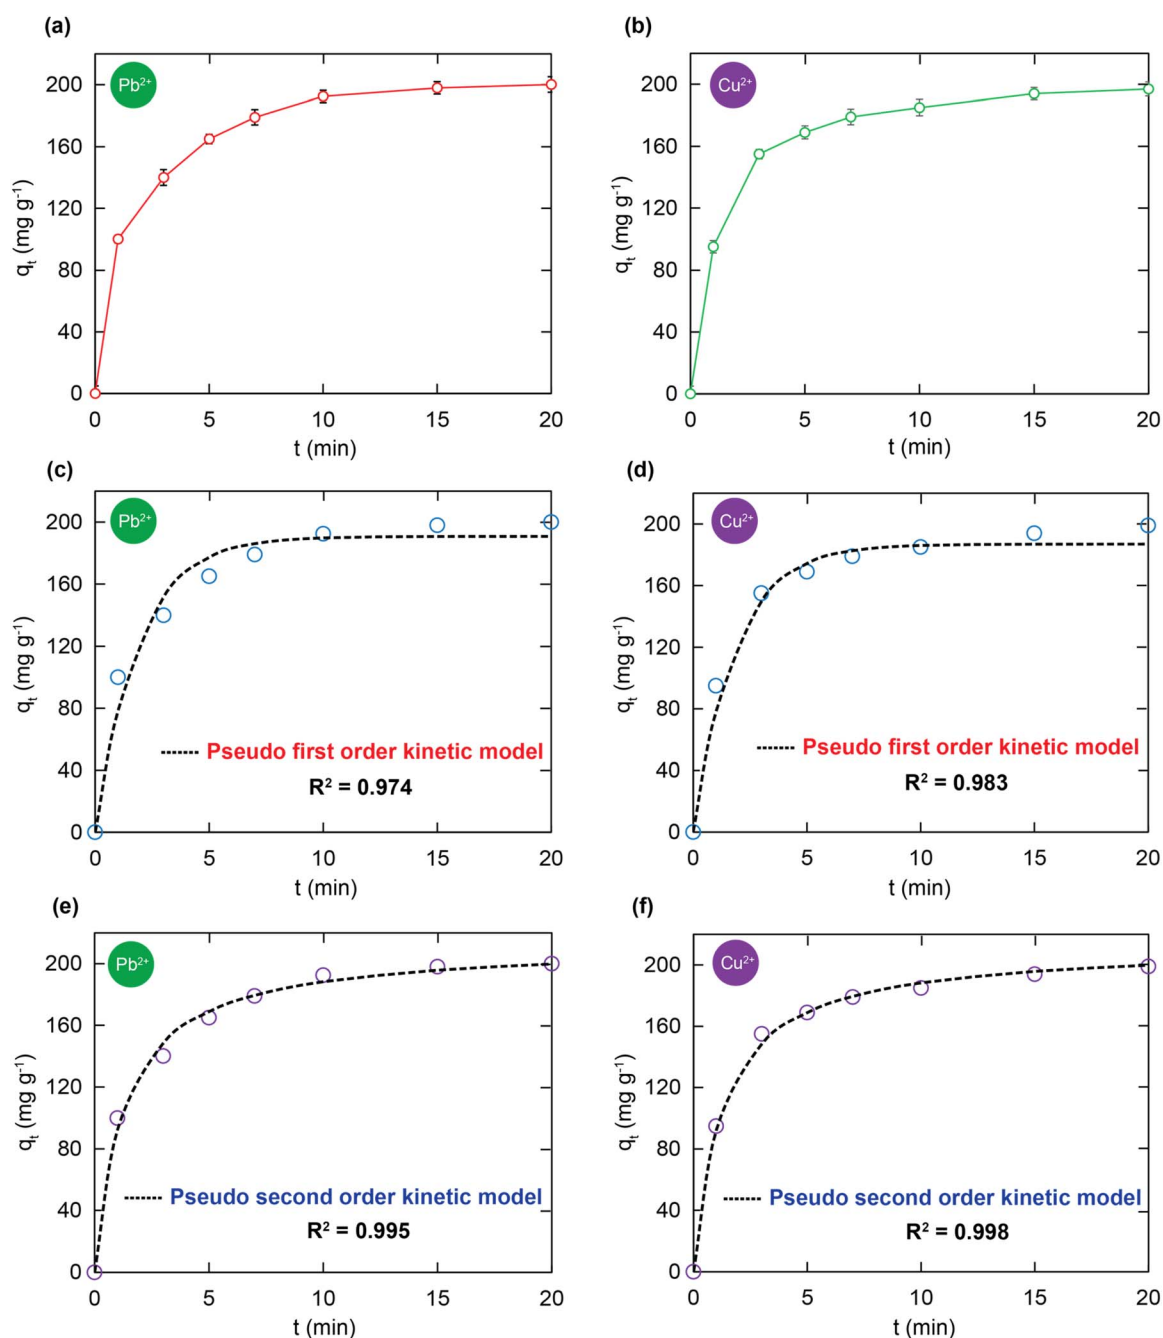 (a)
Pb²⁺
200
160
120
80
40
0
0 5 10 15 20
qₜ (mg g⁻¹)
t (min)
(b)
Cu²⁺
200
160
120
80
40
0
0 5 10 15 20
qₜ (mg g⁻¹)
t (min)
(c)
Pb²⁺
200
160
120
80
40
0
0 5 10 15 20
qₜ (mg g⁻¹)
t (min)
Pseudo first order kinetic model
R² = 0.974
(d)
Cu²⁺
200
160
120
80
40
0
0 5 10 15 20
qₜ (mg g⁻¹)
t (min)
Pseudo first order kinetic model
R² = 0.983
(e)
Pb²⁺
200
160
120
80
40
0
0 5 10 15 20
qₜ (mg g⁻¹)
t (min)
Pseudo second order kinetic model
R² = 0.995
(f)
Cu²⁺
200
160
120
80
40
0
0 5 10 15 20
qₜ (mg g⁻¹)
t (min)
Pseudo second order kinetic model
R² = 0.998